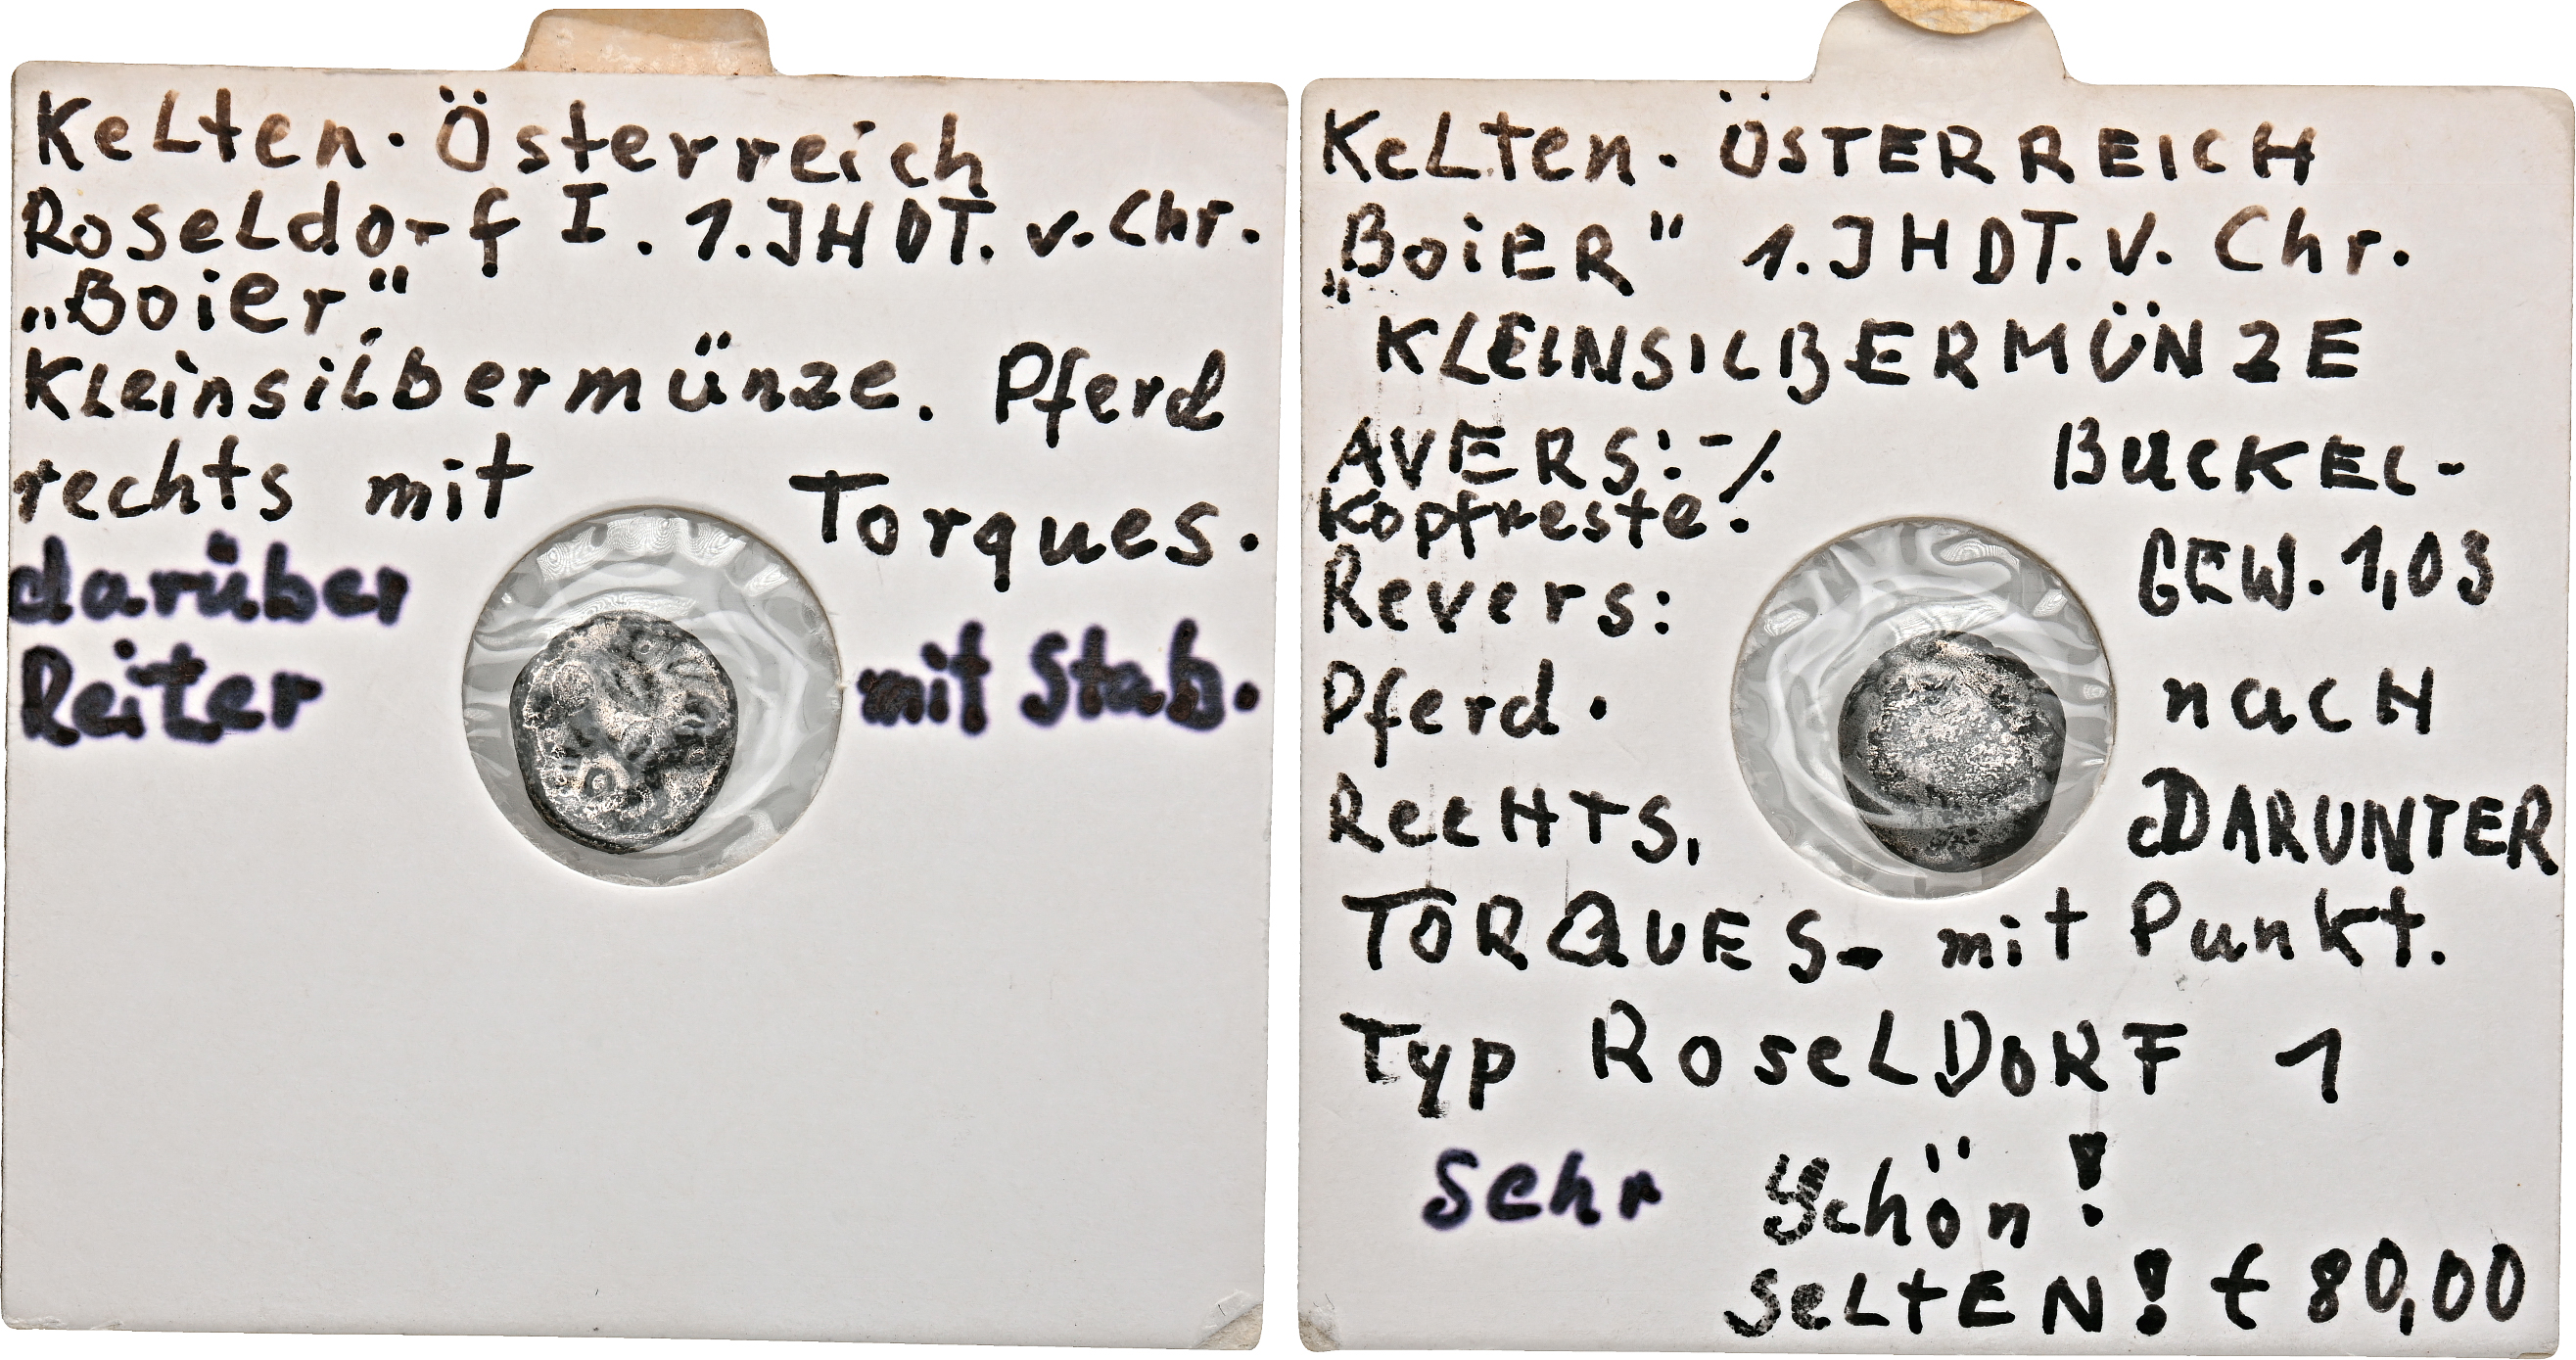 Kelten. Österreich
Roseldorf I. 1.JHDT. v. Chr.
„Boier"
Kleinsilbermünze. Pferd
rechts mit Torques.
darüber
Reiter mit Stab.
KeLten. ÖSTERREICH
„BoiER" 1.JHDT. V. Chr.
KLEINSILBERMÜNZE
AVERS:-/. BUCKEL-
Kopfreste.
Revers: GEW. 1,03
Pferd. nacH
RecHTS, DARUNTER
TORQUES- mit Punkt.
Typ RoseLDORF 1
Sehr Schön!
SeLtEN! € 80,00